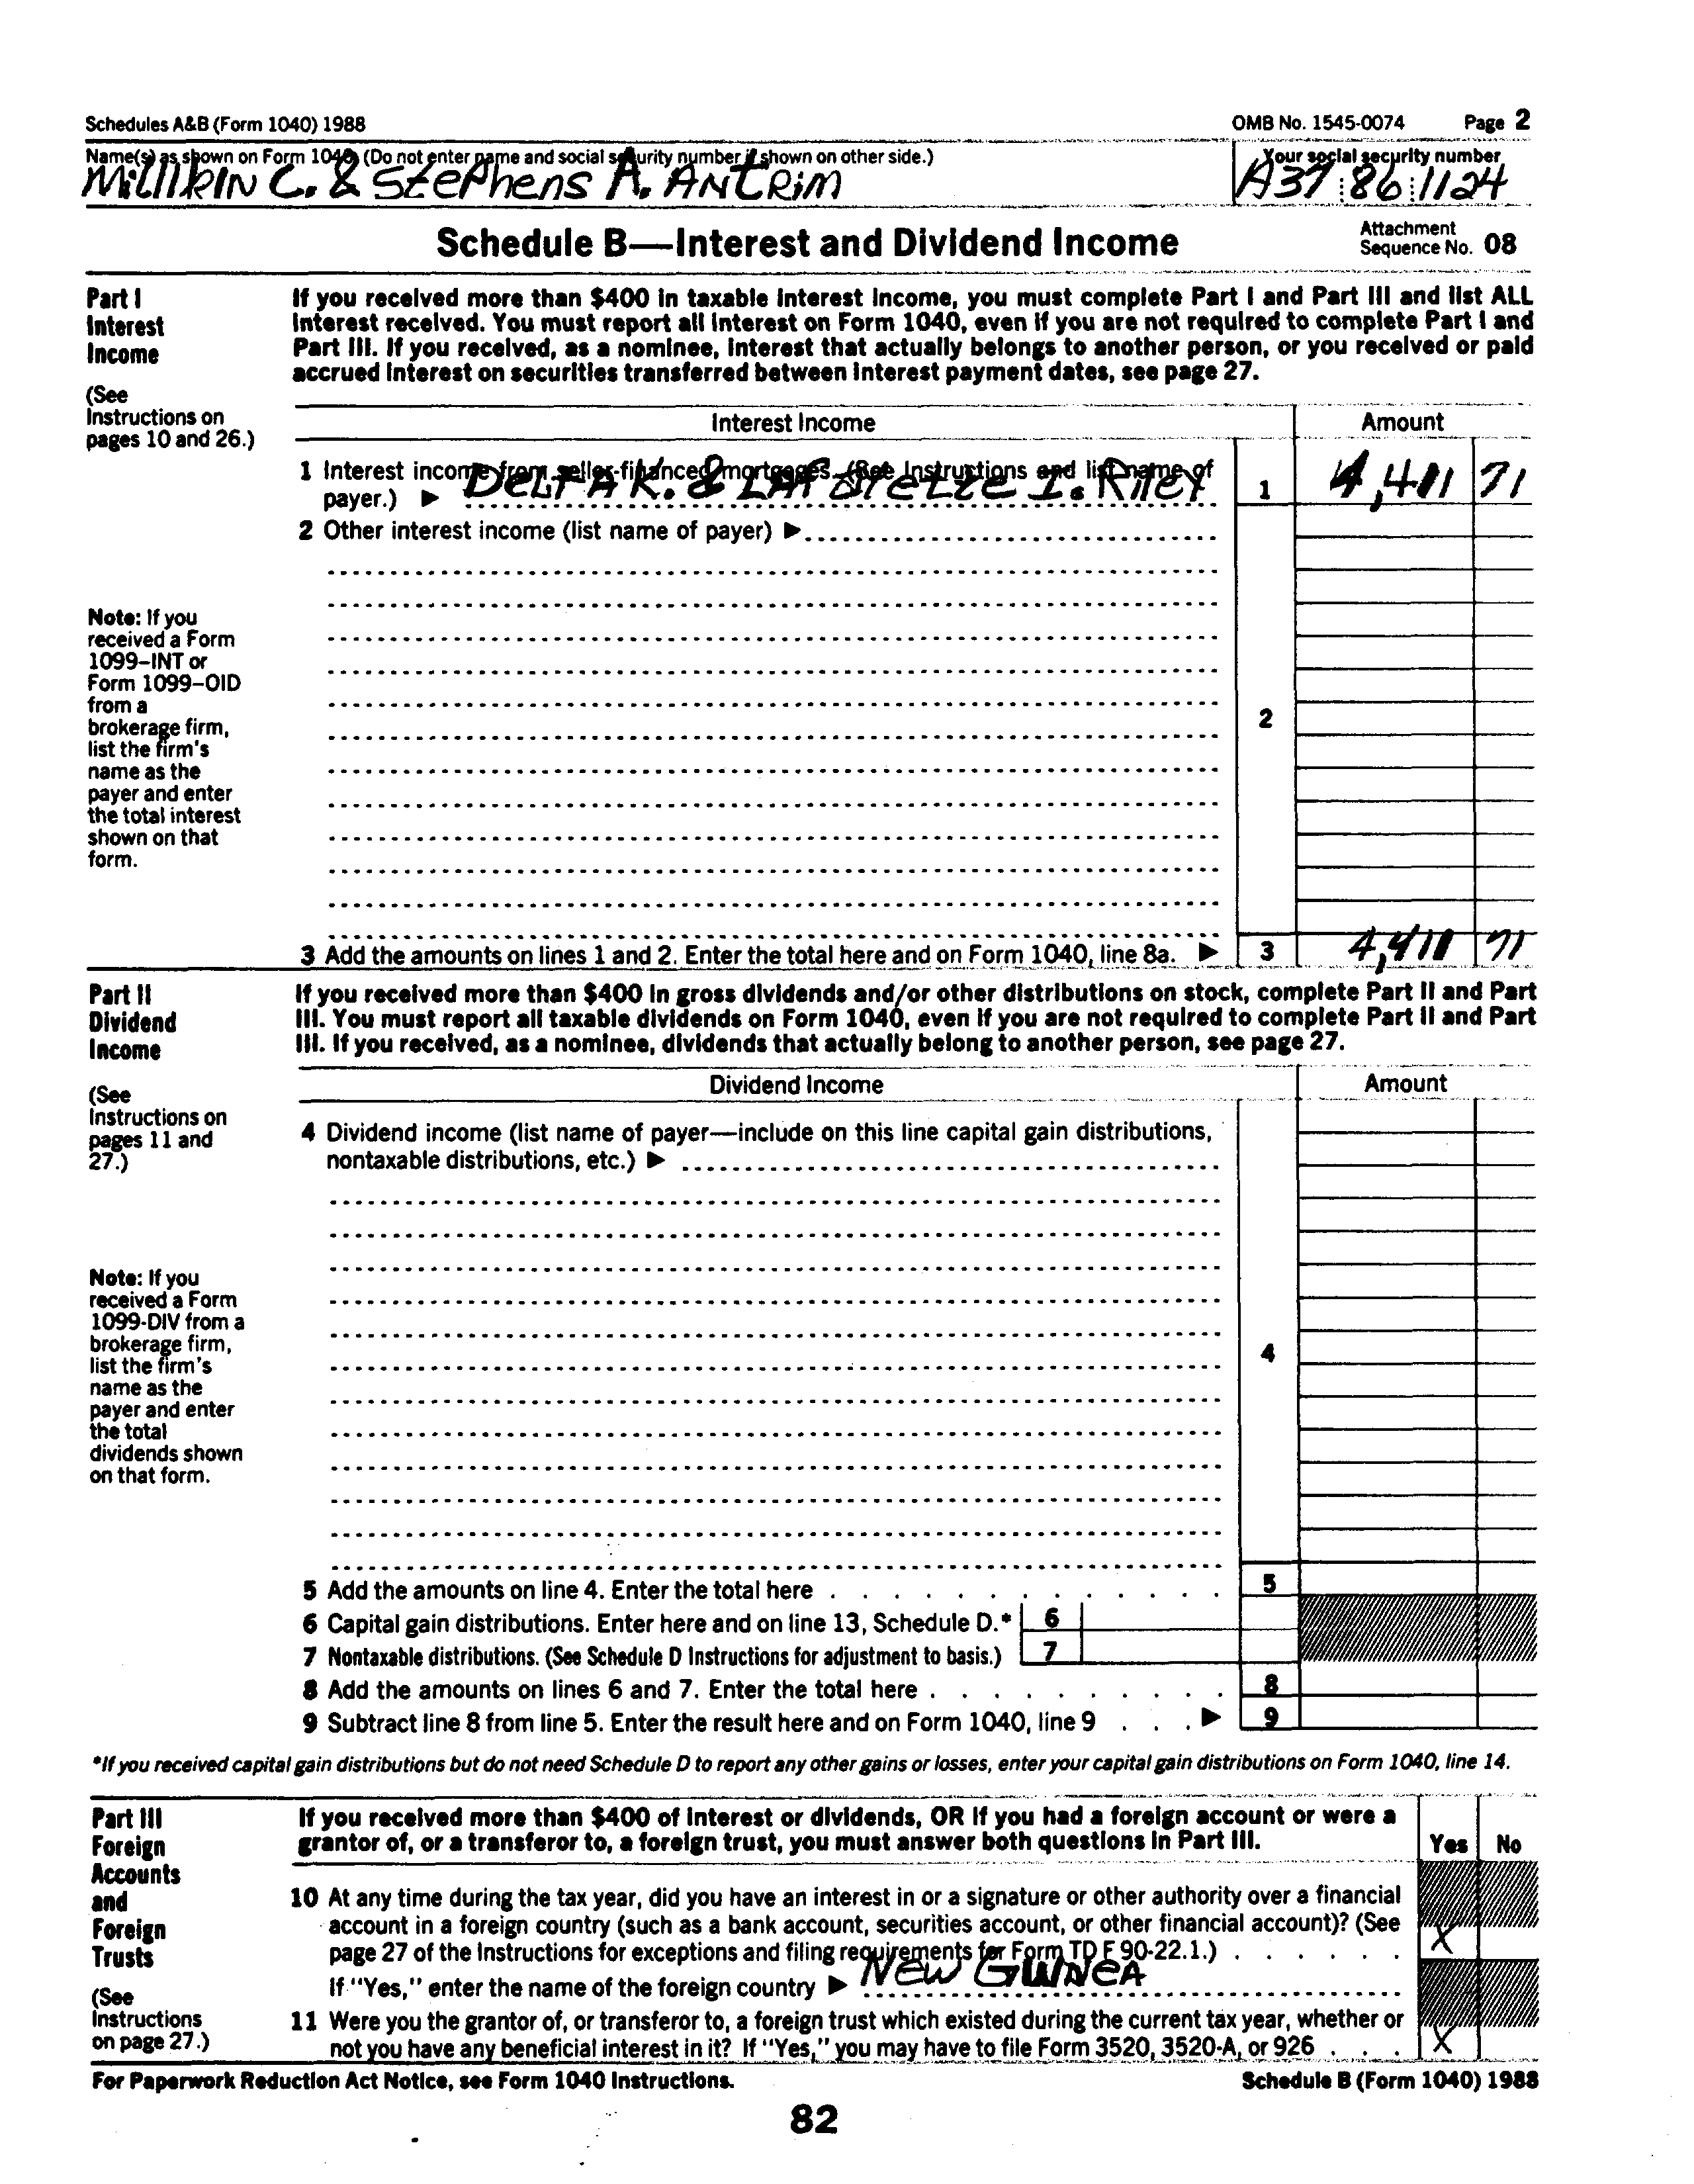 Schedules A&B (Form 1040) 1988 OMB No. 1545-0074 Page 2
Name(s) as shown on Form 1040 (Do not enter name and social security number if shown on other side.) Your social security number
Millikin C. & Stephens A. Antrim A37 86 1124
Schedule B—Interest and Dividend Income
Attachment
Sequence No. 08
Part I
Interest
Income
(See
Instructions on
pages 10 and 26.)
If you received more than $400 in taxable interest income, you must complete Part I and Part III and list ALL
interest received. You must report all interest on Form 1040, even if you are not required to complete Part I and
Part III. If you received, as a nominee, interest that actually belongs to another person, or you received or paid
accrued interest on securities transferred between interest payment dates, see page 27.
Interest Income Amount
1 Interest income from seller-financed mortgages. (See Instructions and list name of
payer.) ▶ Delta K. & I. Riley 1 71
2 Other interest income (list name of payer) ▶
Note: If you
received a Form
1099–INT or
Form 1099–OID
from a
brokerage firm,
list the firm's
name as the
payer and enter
the total interest
shown on that
form.
2
3 Add the amounts on lines 1 and 2. Enter the total here and on Form 1040, line 8a. ▶ 3 71
Part II
Dividend
Income
(See
Instructions on
pages 11 and
27.)
If you received more than $400 in gross dividends and/or other distributions on stock, complete Part II and Part
III. You must report all taxable dividends on Form 1040, even if you are not required to complete Part II and Part
III. If you received, as a nominee, dividends that actually belong to another person, see page 27.
Dividend Income Amount
4 Dividend income (list name of payer—include on this line capital gain distributions,
nontaxable distributions, etc.) ▶
Note: If you
received a Form
1099-DIV from a
brokerage firm,
list the firm's
name as the
payer and enter
the total
dividends shown
on that form.
4
5 Add the amounts on line 4. Enter the total here 5
6 Capital gain distributions. Enter here and on line 13, Schedule D.* 6
7 Nontaxable distributions. (See Schedule D Instructions for adjustment to basis.) 7
8 Add the amounts on lines 6 and 7. Enter the total here 8
9 Subtract line 8 from line 5. Enter the result here and on Form 1040, line 9 ▶ 9
*If you received capital gain distributions but do not need Schedule D to report any other gains or losses, enter your capital gain distributions on Form 1040, line 14.
Part III
Foreign
Accounts
and
Foreign
Trusts
(See
Instructions
on page 27.)
If you received more than $400 of interest or dividends, OR if you had a foreign account or were a
grantor of, or a transferor to, a foreign trust, you must answer both questions in Part III. Yes No
10 At any time during the tax year, did you have an interest in or a signature or other authority over a financial
account in a foreign country (such as a bank account, securities account, or other financial account)? (See
page 27 of the Instructions for exceptions and filing requirements for Form TD F 90-22.1.) X
If "Yes," enter the name of the foreign country ▶ New Guinea
11 Were you the grantor of, or transferor to, a foreign trust which existed during the current tax year, whether or
not you have any beneficial interest in it? If "Yes," you may have to file Form 3520, 3520-A, or 926 X
For Paperwork Reduction Act Notice, see Form 1040 Instructions. Schedule B (Form 1040) 1988
82